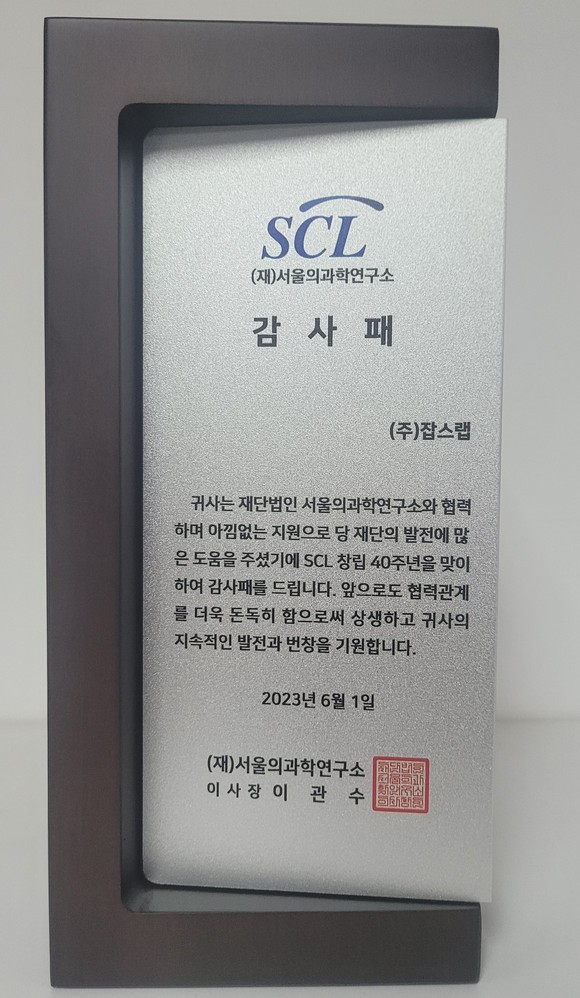 SCL
(재)서울의과학연구소
감 사 패
(주)잡스랩
귀사는 재단법인 서울의과학연구소와 협력
하며 아낌없는 지원으로 당 재단의 발전에 많
은 도움을 주셨기에 SCL 창립 40주년을 맞이
하여 감사패를 드립니다. 앞으로도 협력관계
를 더욱 돈독히 함으로써 상생하고 귀사의
지속적인 발전과 번창을 기원합니다.
2023년 6월 1일
(재)서울의과학연구소
이 사 장 이 관 수